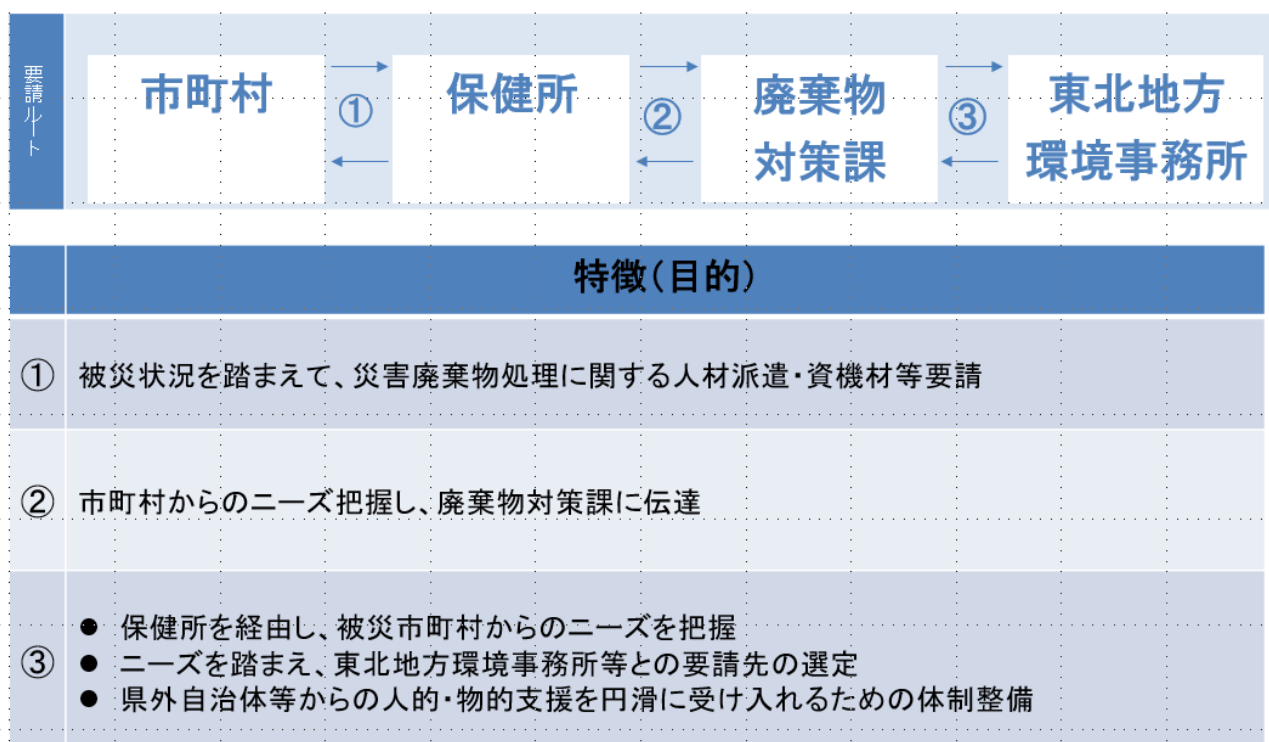 要請ルート
市町村
①
保健所
②
廃棄物
対策課
③
東北地方
環境事務所
特徴(目的)
① 被災状況を踏まえて、災害廃棄物処理に関する人材派遣・資機材等要請
② 市町村からのニーズ把握し、廃棄物対策課に伝達
③
● 保健所を経由し、被災市町村からのニーズを把握
● ニーズを踏まえ、東北地方環境事務所等との要請先の選定
● 県外自治体等からの人的・物的支援を円滑に受け入れるための体制整備